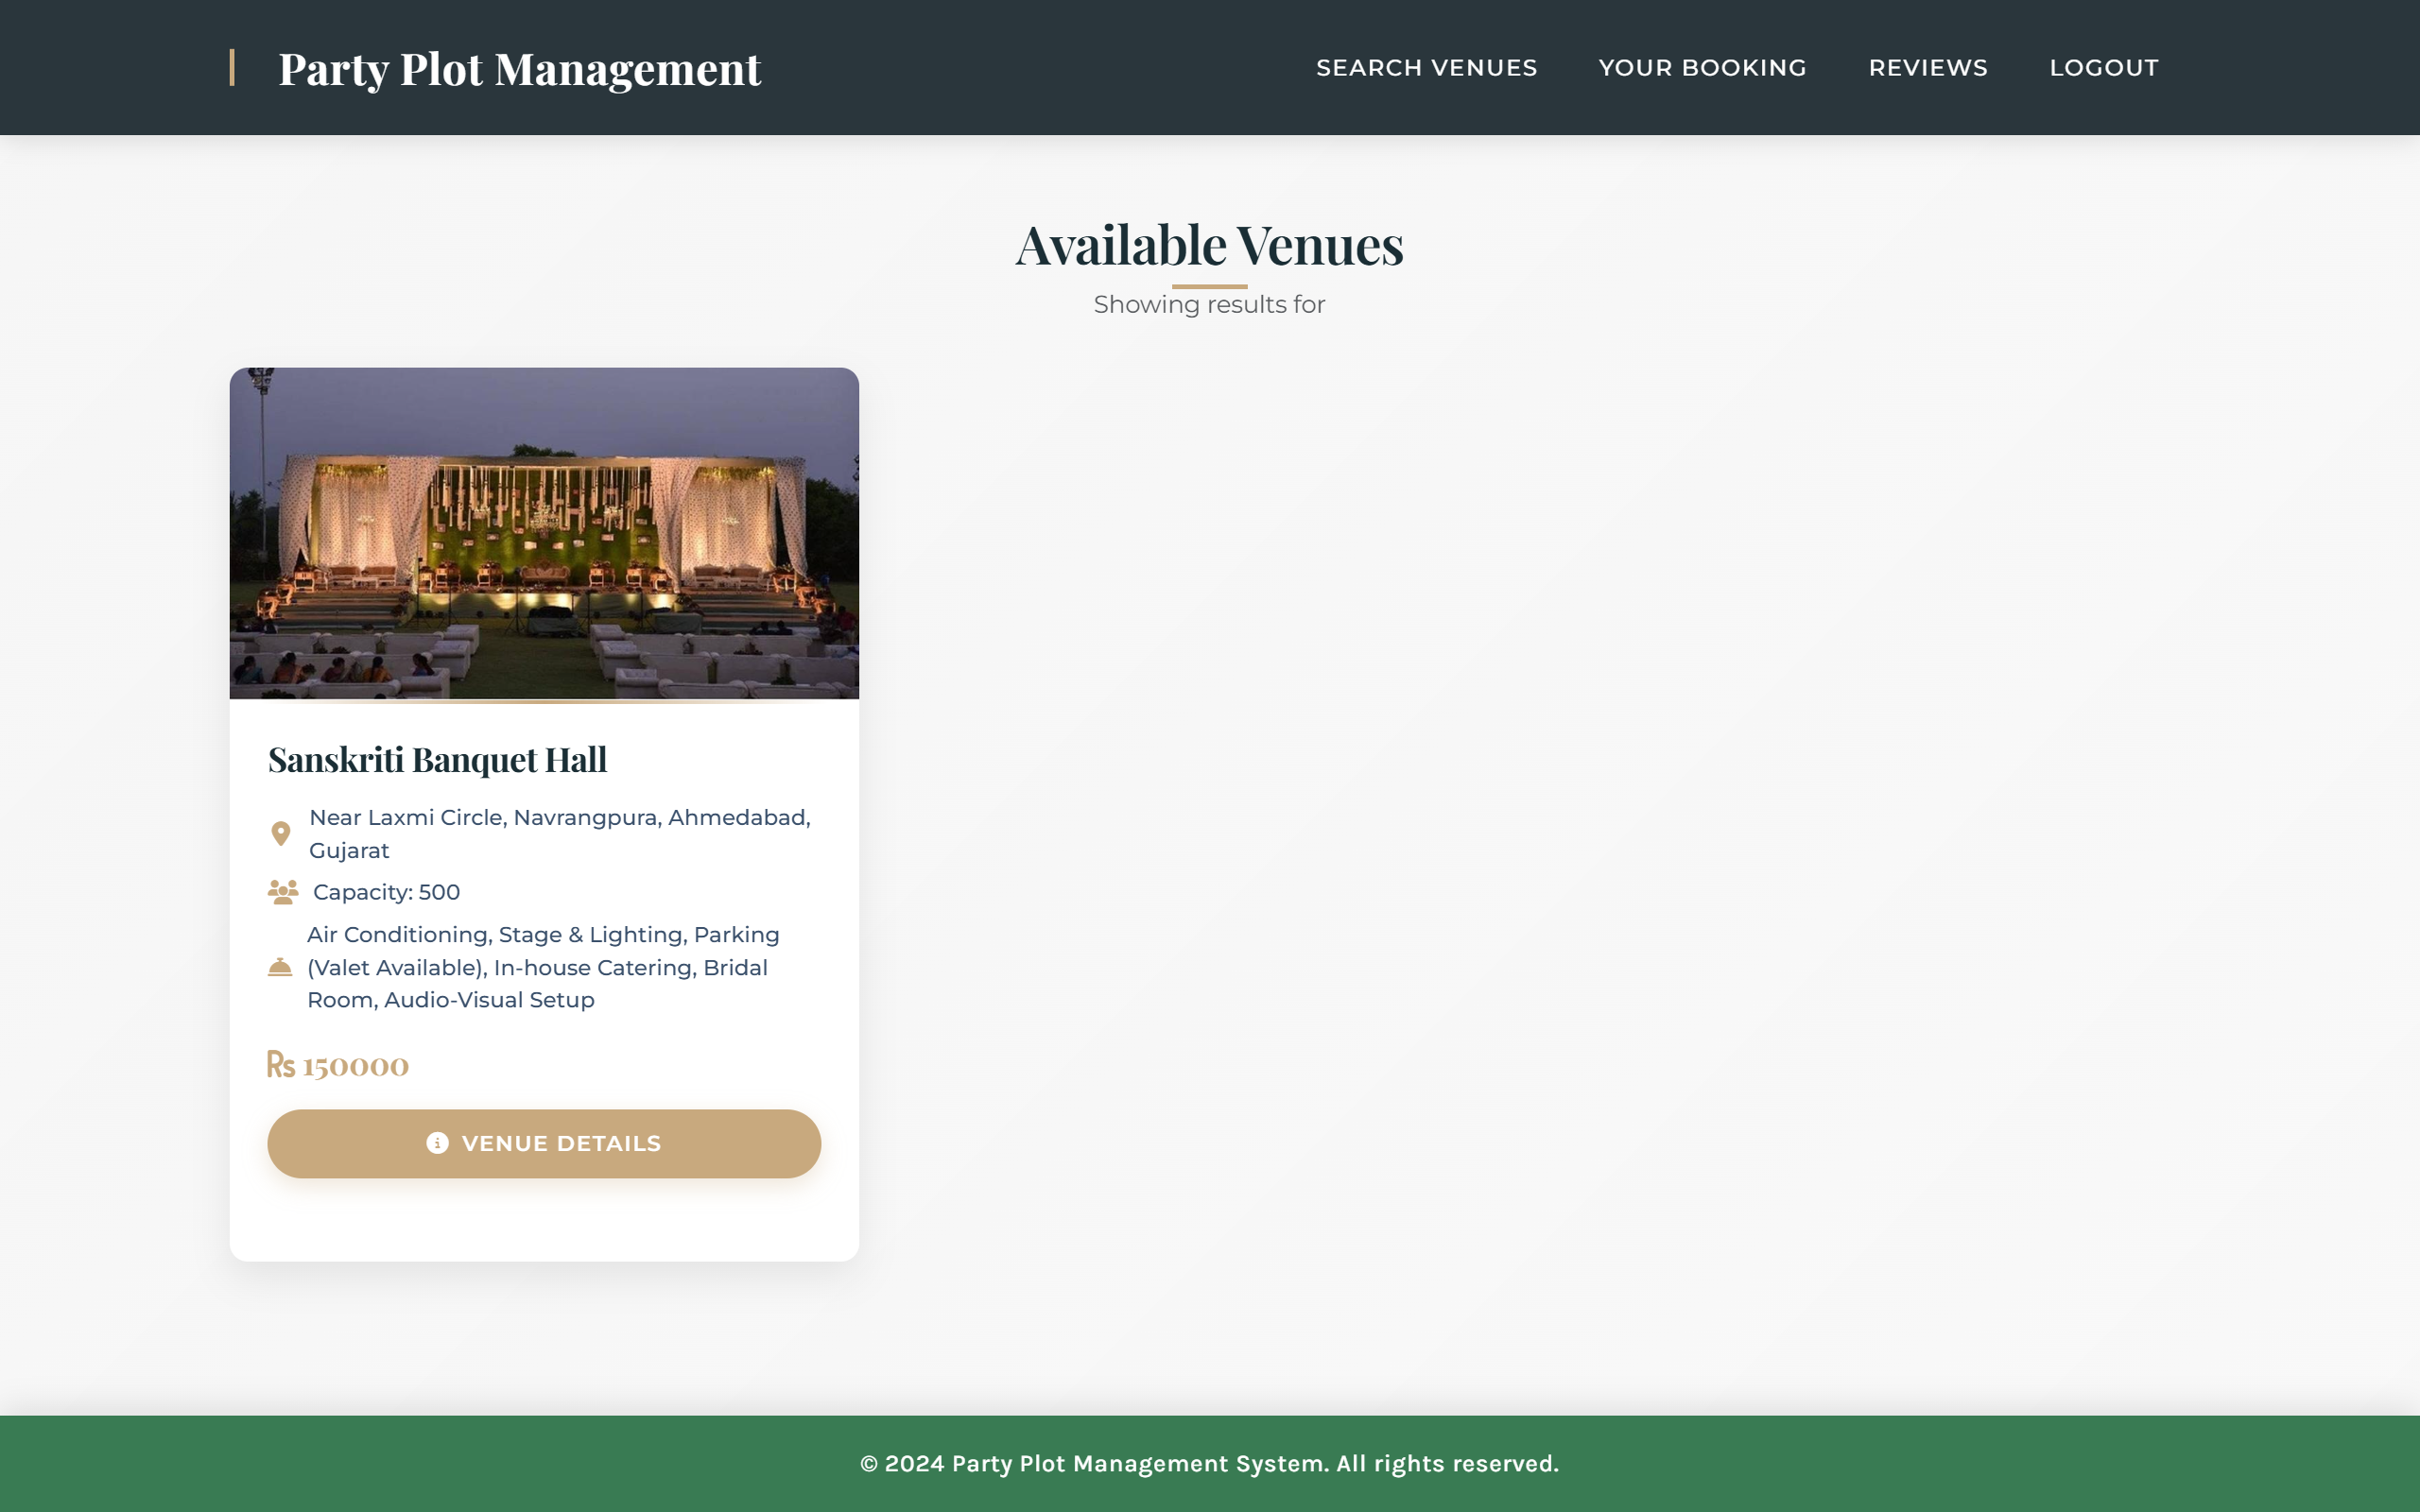 Party Plot Management
SEARCH VENUES YOUR BOOKING REVIEWS LOGOUT
Available Venues
Showing results for
Sanskriti Banquet Hall
Near Laxmi Circle, Navrangpura, Ahmedabad,
Gujarat
Capacity: 500
Air Conditioning, Stage & Lighting, Parking
(Valet Available), In-house Catering, Bridal
Room, Audio-Visual Setup
Rs 150000
VENUE DETAILS
© 2024 Party Plot Management System. All rights reserved.